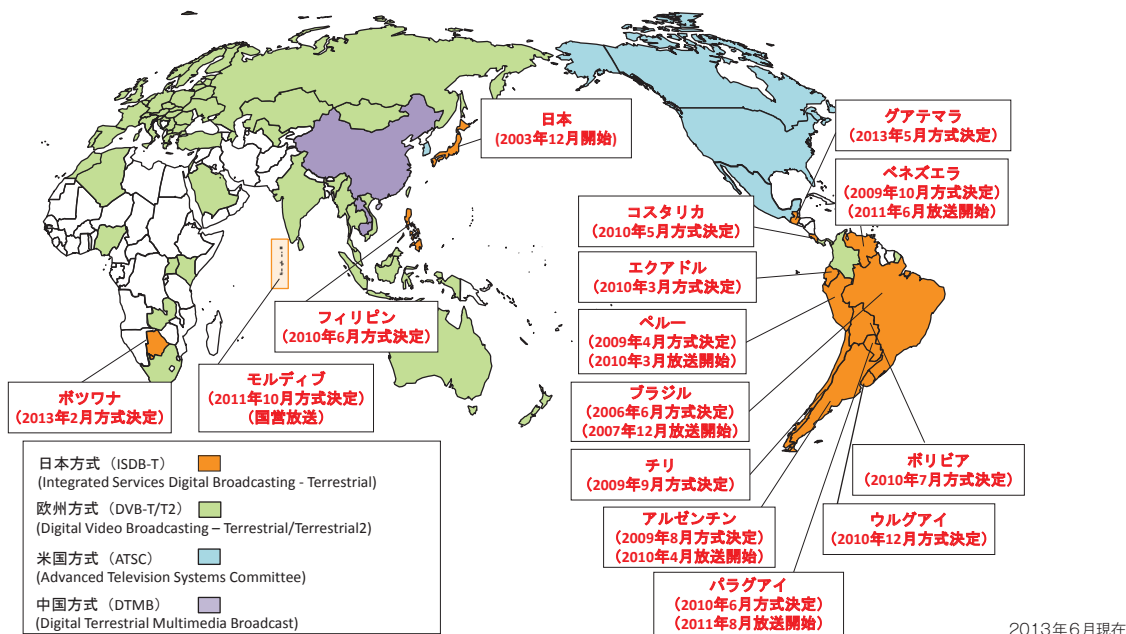 日本
(2003年12月開始)
グアテマラ
(2013年5月方式決定)
ベネズエラ
(2009年10月方式決定)
(2011年6月放送開始)
コスタリカ
(2010年5月方式決定)
エクアドル
(2010年3月方式決定)
フィリピン
(2010年6月方式決定)
ペルー
(2009年4月方式決定)
(2010年3月放送開始)
モルディブ
(2011年10月方式決定)
(国営放送)
ボツワナ
(2013年2月方式決定)
ブラジル
(2006年6月方式決定)
(2007年12月放送開始)
チリ
(2009年9月方式決定)
ボリビア
(2010年7月方式決定)
アルゼンチン
(2009年8月方式決定)
(2010年4月放送開始)
ウルグアイ
(2010年12月方式決定)
パラグアイ
(2010年6月方式決定)
(2011年8月放送開始)
日本方式（ISDB-T）
(Integrated Services Digital Broadcasting - Terrestrial)
欧州方式（DVB-T/T2）
(Digital Video Broadcasting – Terrestrial/Terrestrial2)
米国方式（ATSC）
(Advanced Television Systems Committee)
中国方式（DTMB）
(Digital Terrestrial Multimedia Broadcast)
2013年6月現在